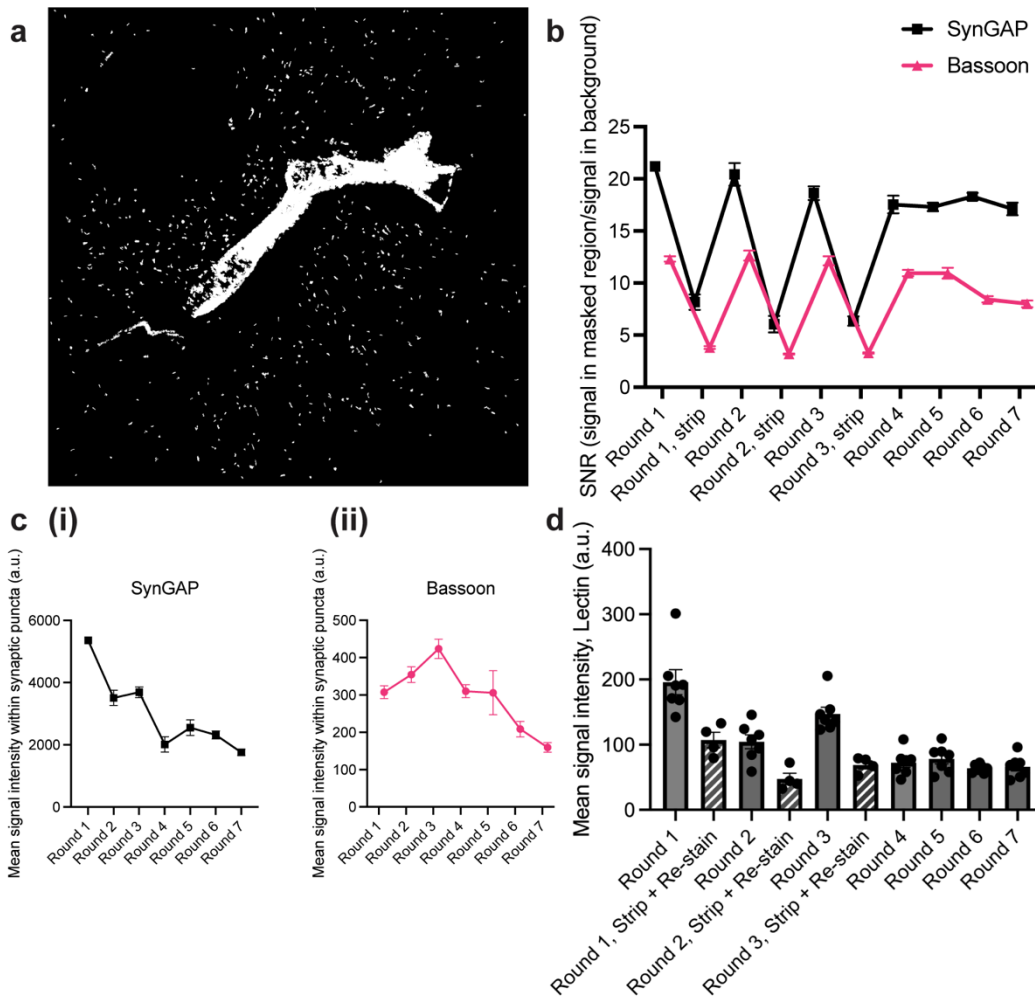 a
b
SynGAP
Bassoon
SNR (signal in masked region/signal in background)
25
20
15
10
5
0
Round 1
Round 1, strip
Round 2
Round 2, strip
Round 3
Round 3, strip
Round 4
Round 5
Round 6
Round 7
c (i)
SynGAP
Mean signal intensity within synaptic puncta (a.u.)
6000
4000
2000
0
Round 1
Round 2
Round 3
Round 4
Round 5
Round 6
Round 7
(ii)
Bassoon
Mean signal intensity within synaptic puncta (a.u.)
500
400
300
200
100
0
Round 1
Round 2
Round 3
Round 4
Round 5
Round 6
Round 7
d
Mean signal intensity, Lectin (a.u.)
400
300
200
100
0
Round 1
Round 1, Strip + Re-stain
Round 2
Round 2, Strip + Re-stain
Round 3
Round 3, Strip + Re-stain
Round 4
Round 5
Round 6
Round 7